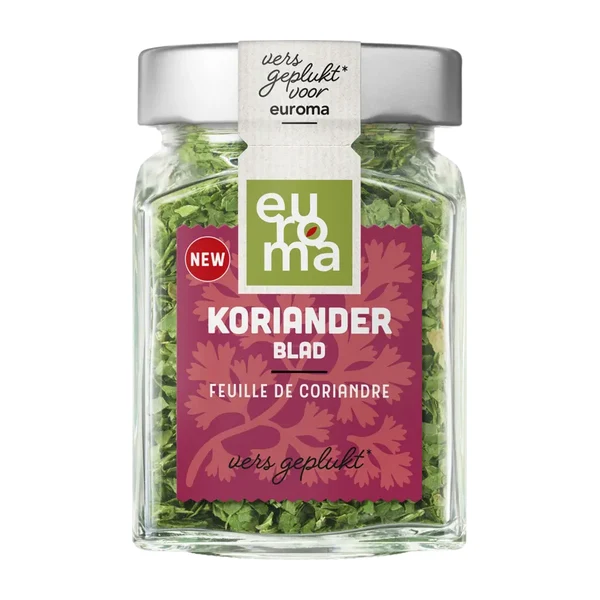 vers
geplukt*
voor
euroma
eu
ro
ma
NEW
KORIANDER
BLAD
FEUILLE DE CORIANDRE
vers geplukt*